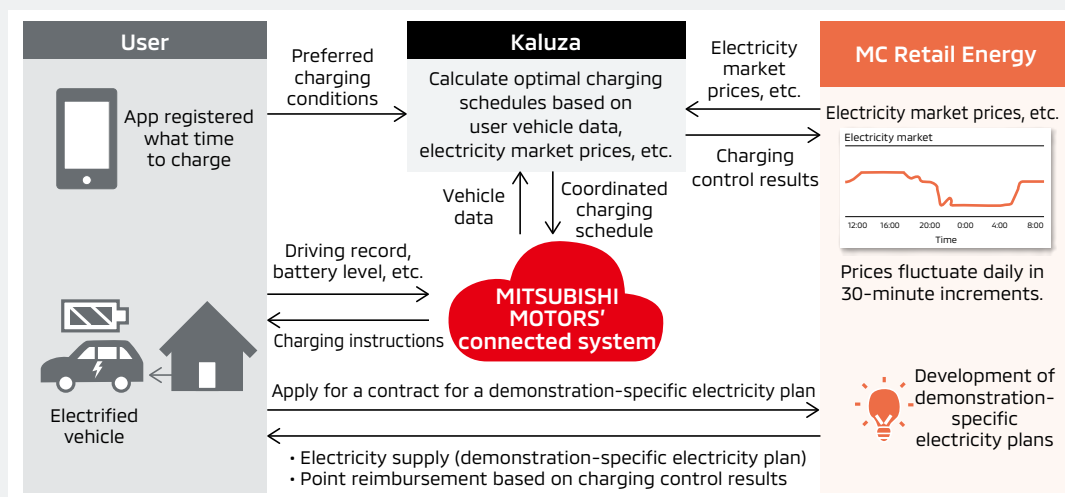 User
App registered
what time
to charge
Preferred
charging
conditions
Kaluza
Calculate optimal charging
schedules based on
user vehicle data,
electricity market prices, etc.
Electricity
market
prices, etc.
Charging
control results
MC Retail Energy
Electricity market prices, etc.
Electricity market
12:00 16:00 20:00 0:00 4:00 8:00
Time
Prices fluctuate daily in
30-minute increments.
Vehicle
data
Coordinated
charging
schedule
Driving record,
battery level, etc.
Charging instructions
MITSUBISHI
MOTORS'
connected system
Electrified
vehicle
Apply for a contract for a demonstration-specific electricity plan
Development of
demonstration-
specific
electricity plans
• Electricity supply (demonstration-specific electricity plan)
• Point reimbursement based on charging control results